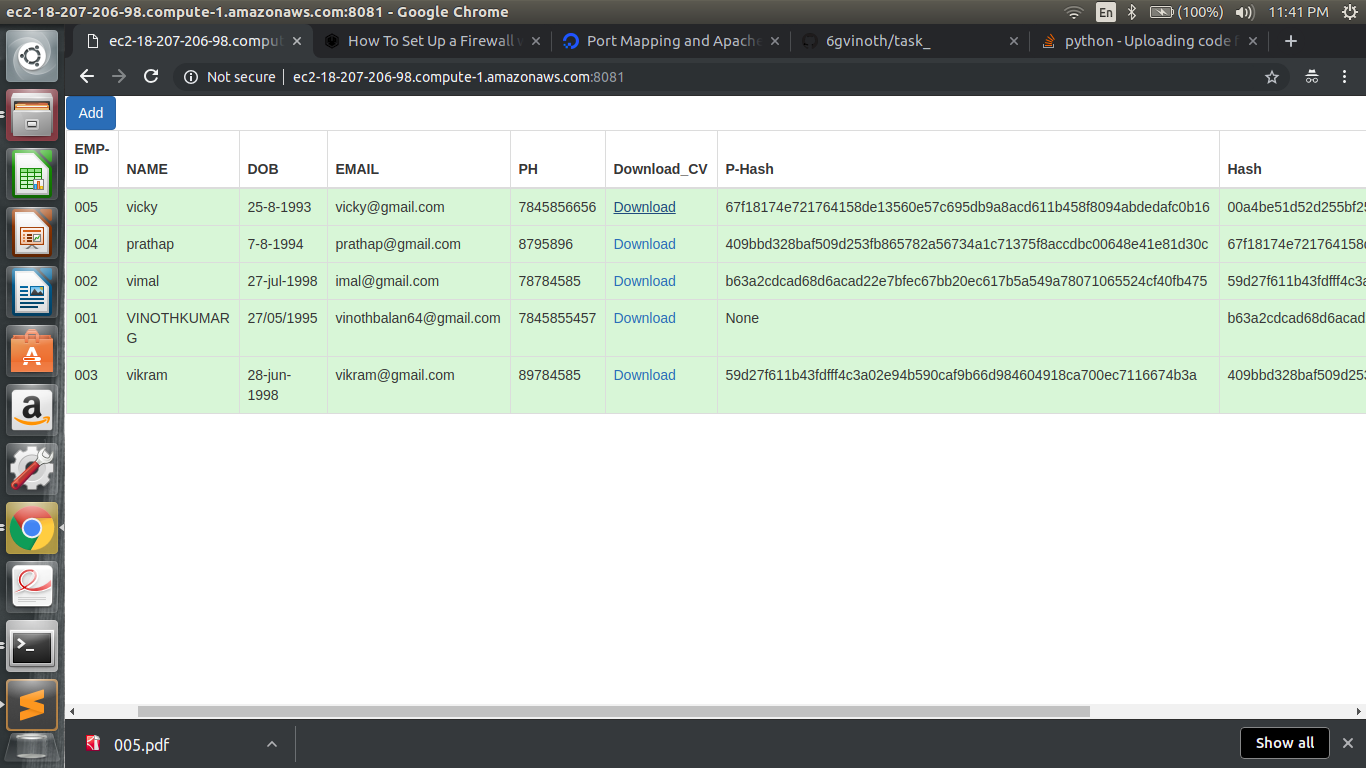 ec2-18-207-206-98.compute-1.amazonaws.com:8081 - Google Chrome En (100%) 11:41 PM
ec2-18-207-206-98.comput How To Set Up a Firewall Port Mapping and Apache 6gvinoth/task_ python - Uploading code f
Not secure ec2-18-207-206-98.compute-1.amazonaws.com:8081
Add
EMP-
ID NAME DOB EMAIL PH Download_CV P-Hash Hash
005 vicky 25-8-1993 vicky@gmail.com 7845856656 Download 67f18174e721764158de13560e57c695db9a8acd611b458f8094abdedafc0b16 00a4be51d52d255bf25
004 prathap 7-8-1994 prathap@gmail.com 8795896 Download 409bbd328baf509d253fb865782a56734a1c71375f8accdbc00648e41e81d30c 67f18174e721764158d
002 vimal 27-jul-1998 imal@gmail.com 78784585 Download b63a2cdcad68d6acad22e7bfec67bb20ec617b5a549a78071065524cf40fb475 59d27f611b43fdfff4c3a
001 VINOTHKUMAR 27/05/1995 vinothbalan64@gmail.com 7845855457 Download None b63a2cdcad68d6acad
G
003 vikram 28-jun- vikram@gmail.com 89784585 Download 59d27f611b43fdfff4c3a02e94b590caf9b66d984604918ca700ec7116674b3a 409bbd328baf509d253
1998
005.pdf Show all